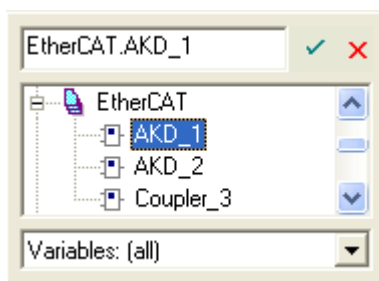 EtherCAT.AKD_1
EtherCAT
AKD_1
AKD_2
Coupler_3
Variables: (all)